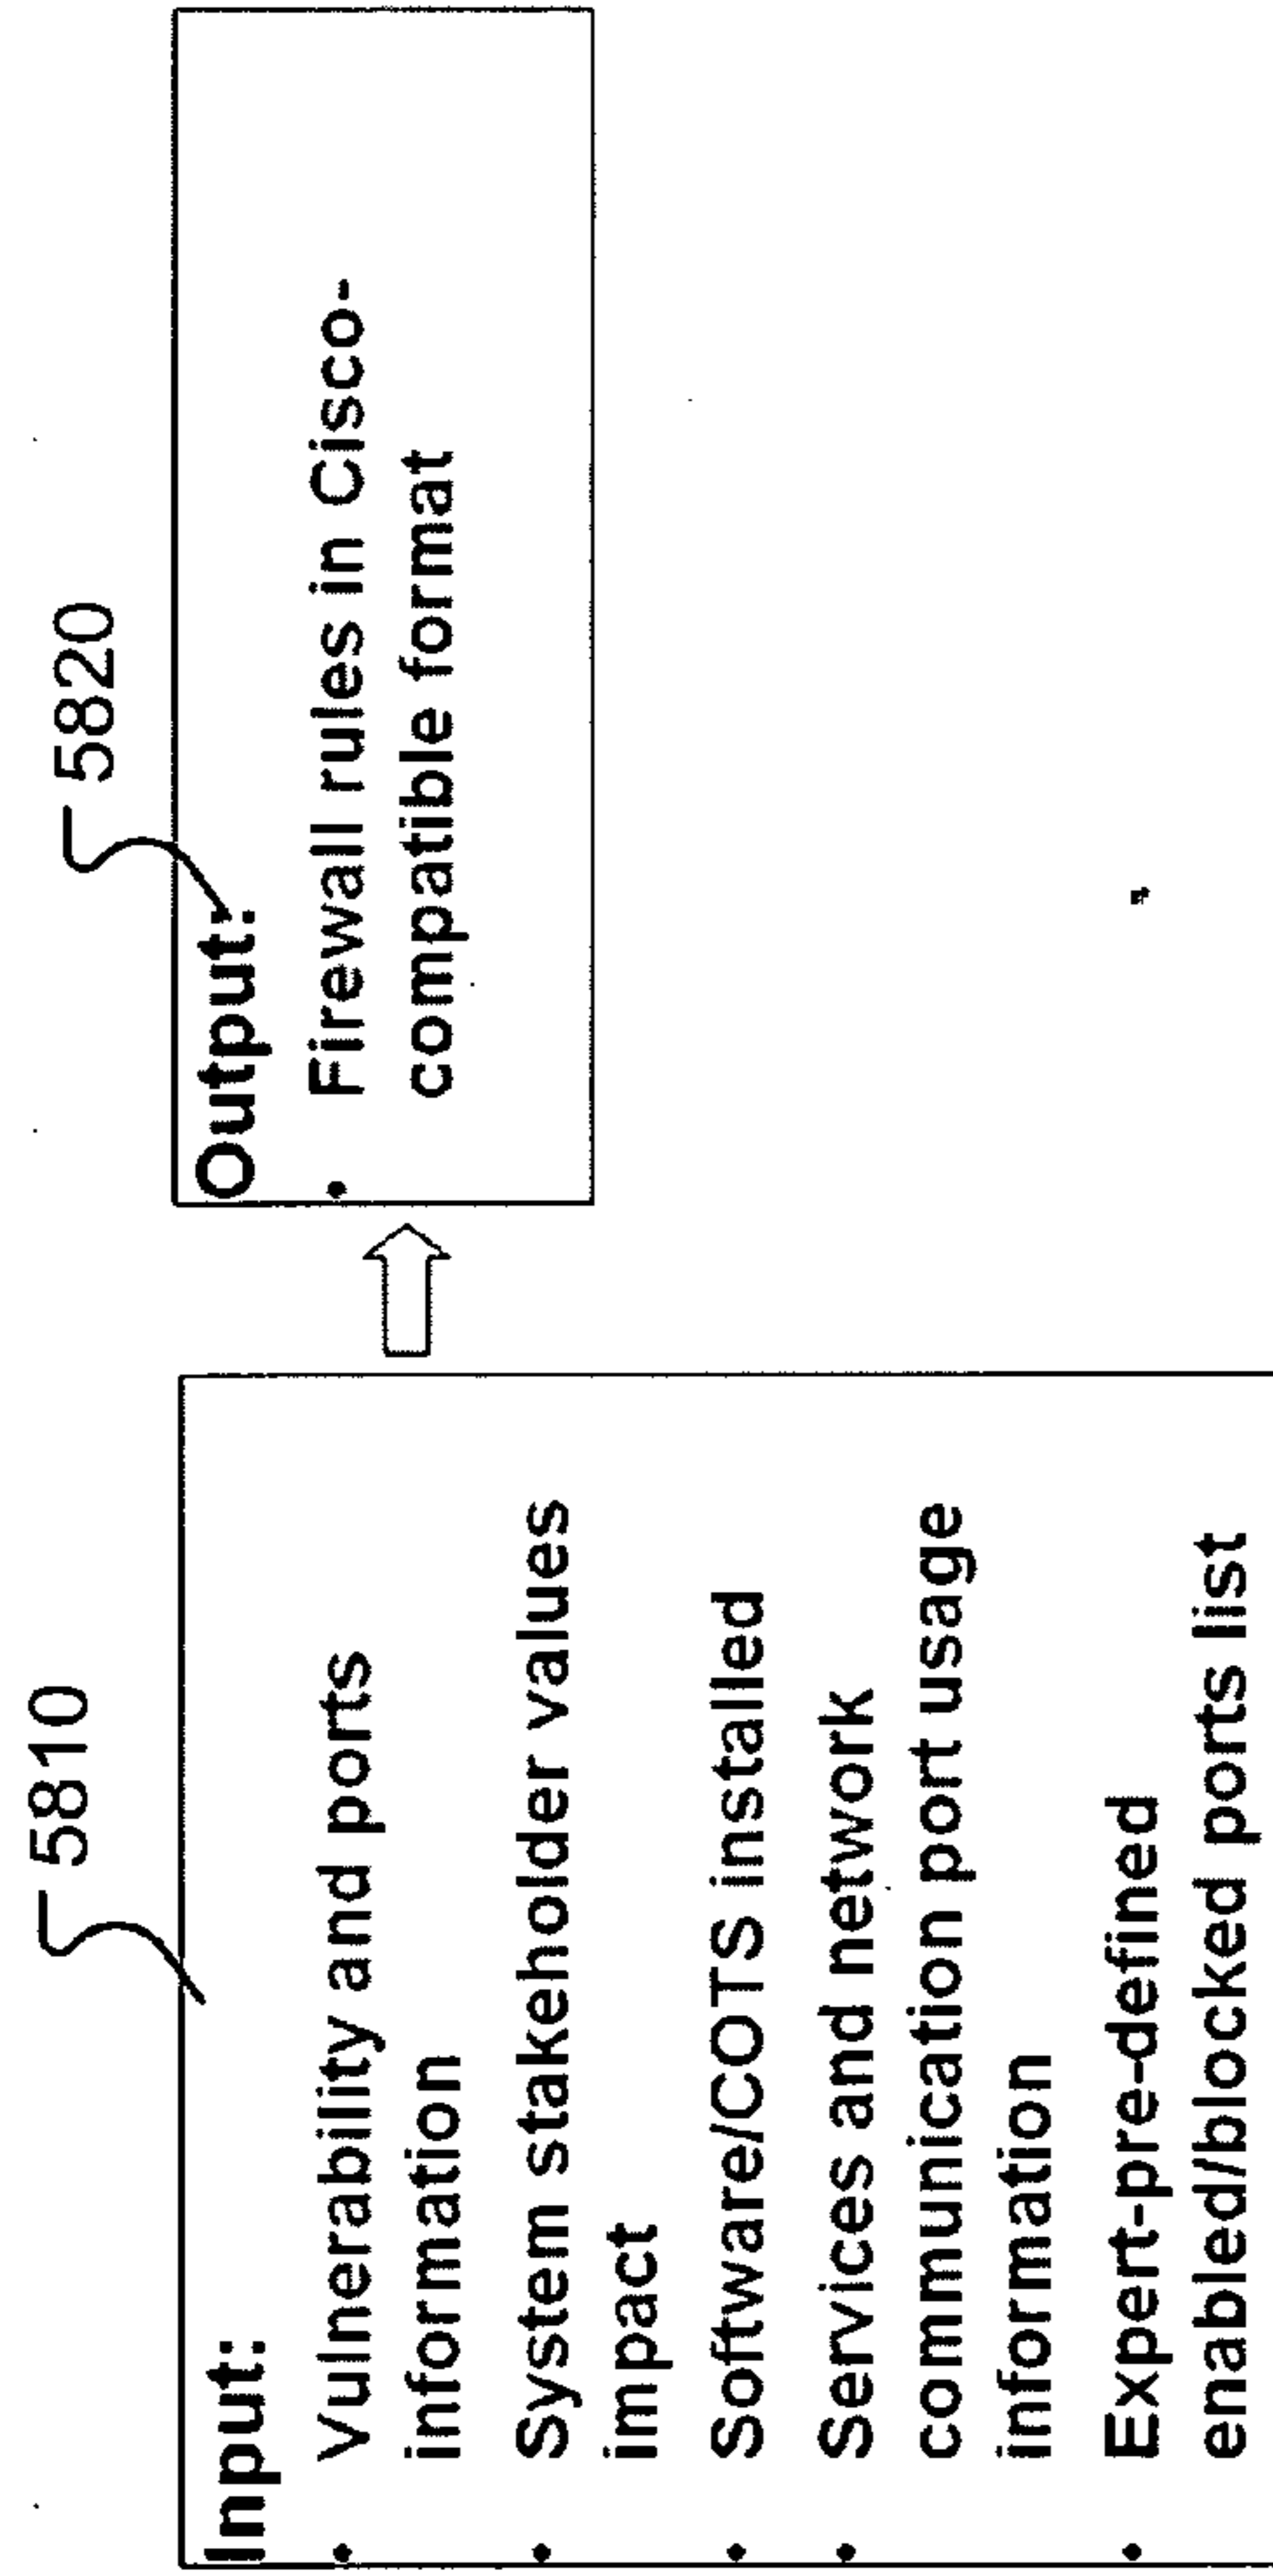 5810
Input:
• Vulnerability and ports
information
• System stakeholder values
impact
• Software/COTS installed
• Services and network
communication port usage
information
• Expert-pre-defined
enabled/blocked ports list
5820
Output:
• Firewall rules in Cisco-
compatible format